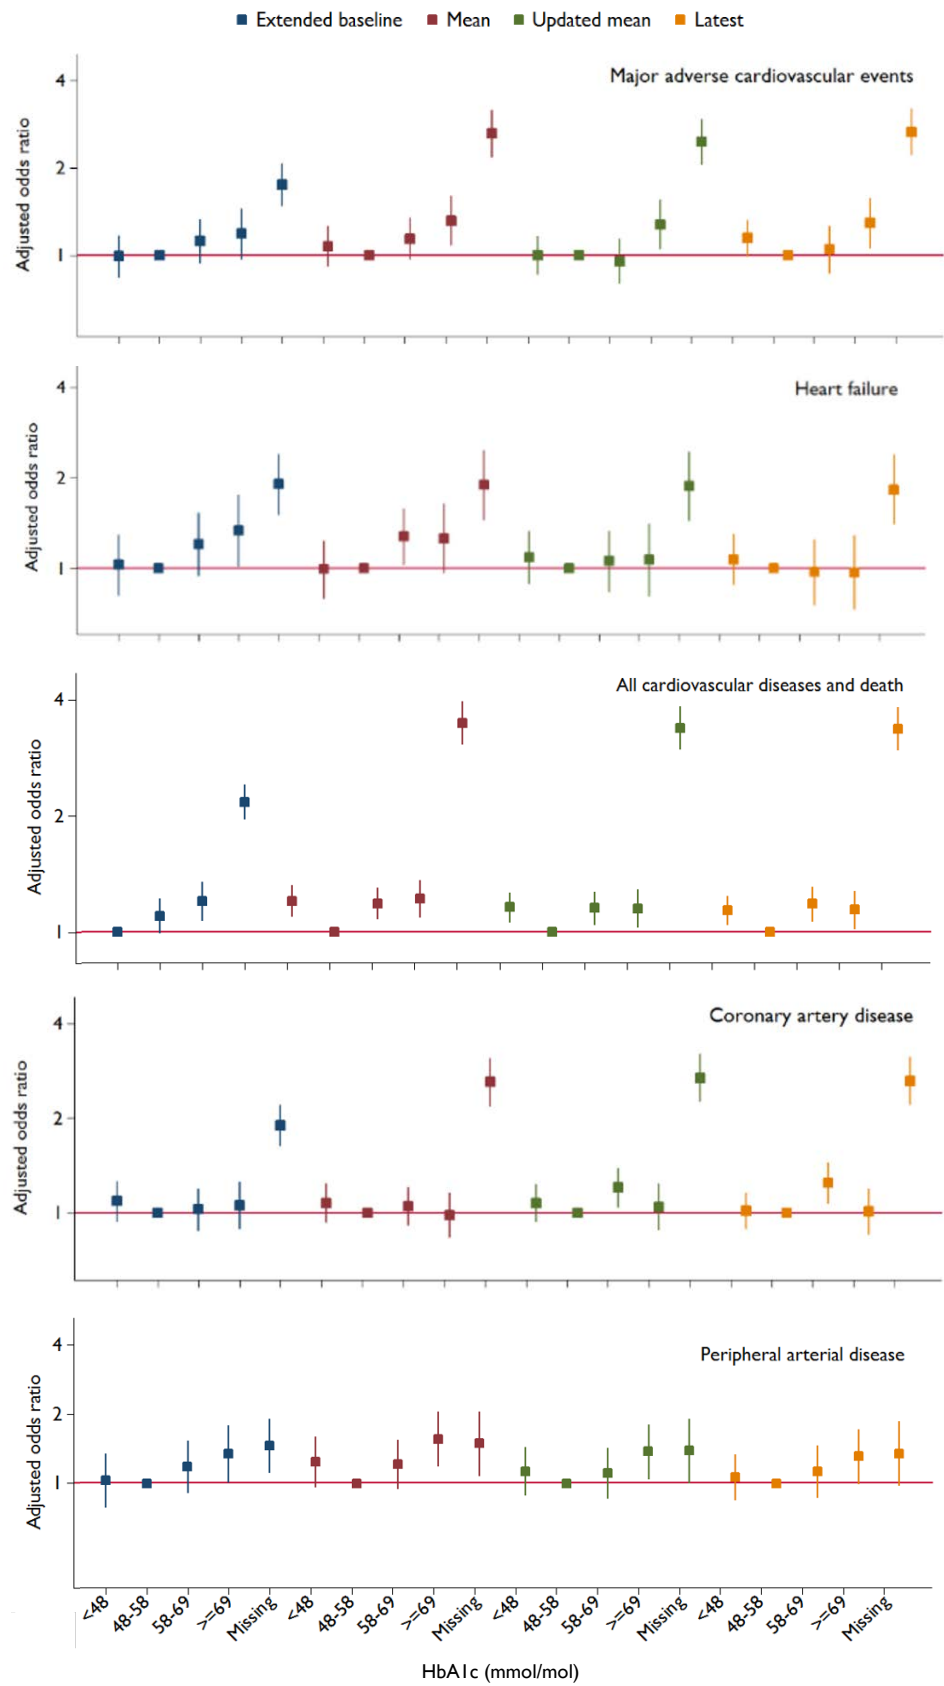 Extended baseline Mean Updated mean Latest
Major adverse cardiovascular events
Adjusted odds ratio
4
2
1
Heart failure
Adjusted odds ratio
4
2
1
All cardiovascular diseases and death
Adjusted odds ratio
4
2
1
Coronary artery disease
Adjusted odds ratio
4
2
1
Peripheral arterial disease
Adjusted odds ratio
4
2
1
<48 48-58 58-69 >=69 Missing <48 48-58 58-69 >=69 Missing <48 48-58 58-69 >=69 Missing <48 48-58 58-69 >=69 Missing
HbA1c (mmol/mol)